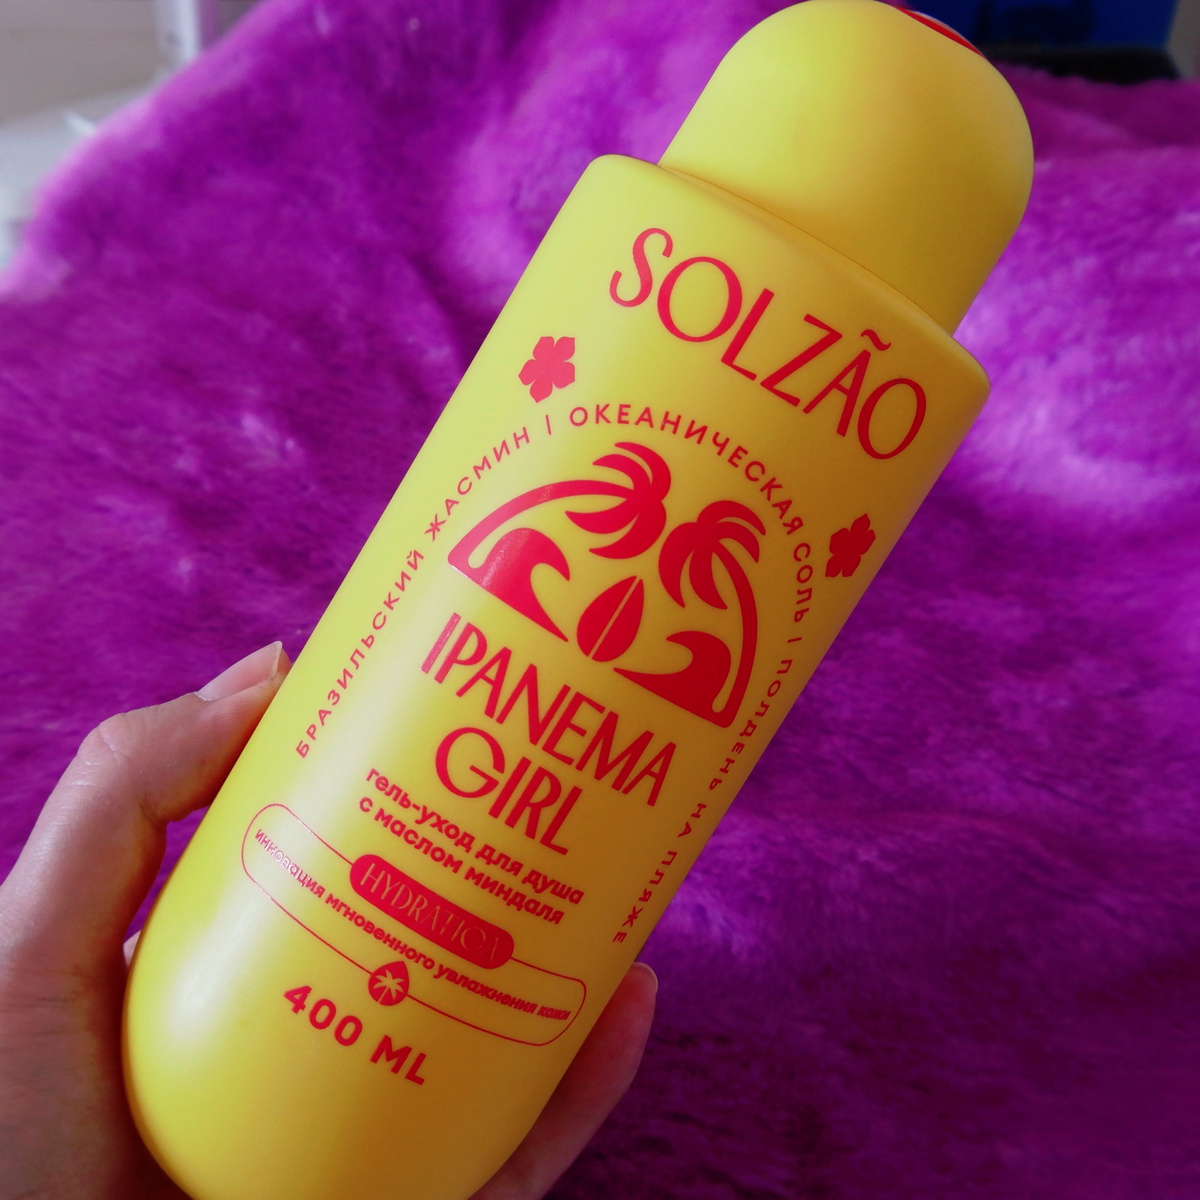 SOLZÃO
БРАЗИЛЬСКИЙ ЖАСМИН | ОКЕАНИЧЕСКАЯ СОЛЬ | ПОЛДЕНЬ НА ПЛЯЖЕ
IPANEMA
GIRL
гель-уход для душа
с маслом миндаля
HYDRATICA
инновация мгновенного увлажнения кожи
400 ML